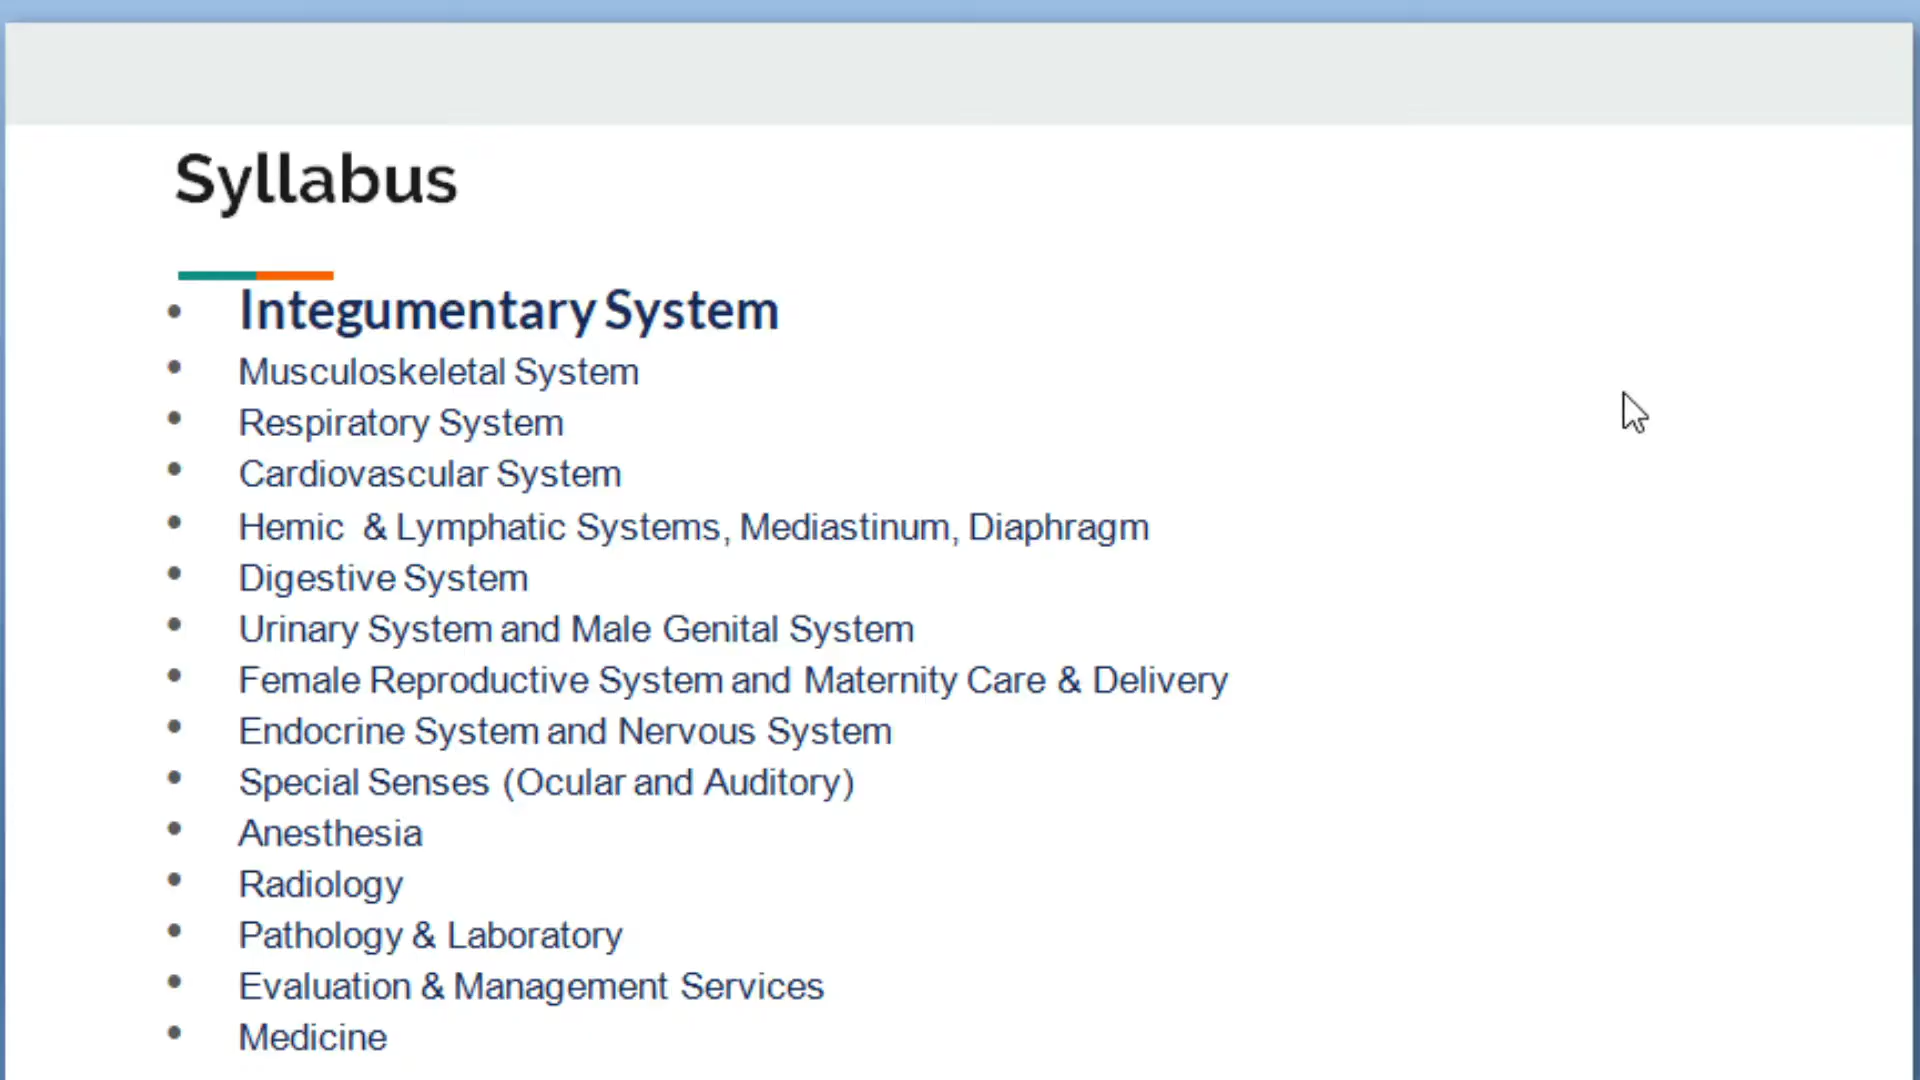 Syllabus
• Integumentary System
• Musculoskeletal System
• Respiratory System
• Cardiovascular System
• Hemic & Lymphatic Systems, Mediastinum, Diaphragm
• Digestive System
• Urinary System and Male Genital System
• Female Reproductive System and Maternity Care & Delivery
• Endocrine System and Nervous System
• Special Senses (Ocular and Auditory)
• Anesthesia
• Radiology
• Pathology & Laboratory
• Evaluation & Management Services
• Medicine